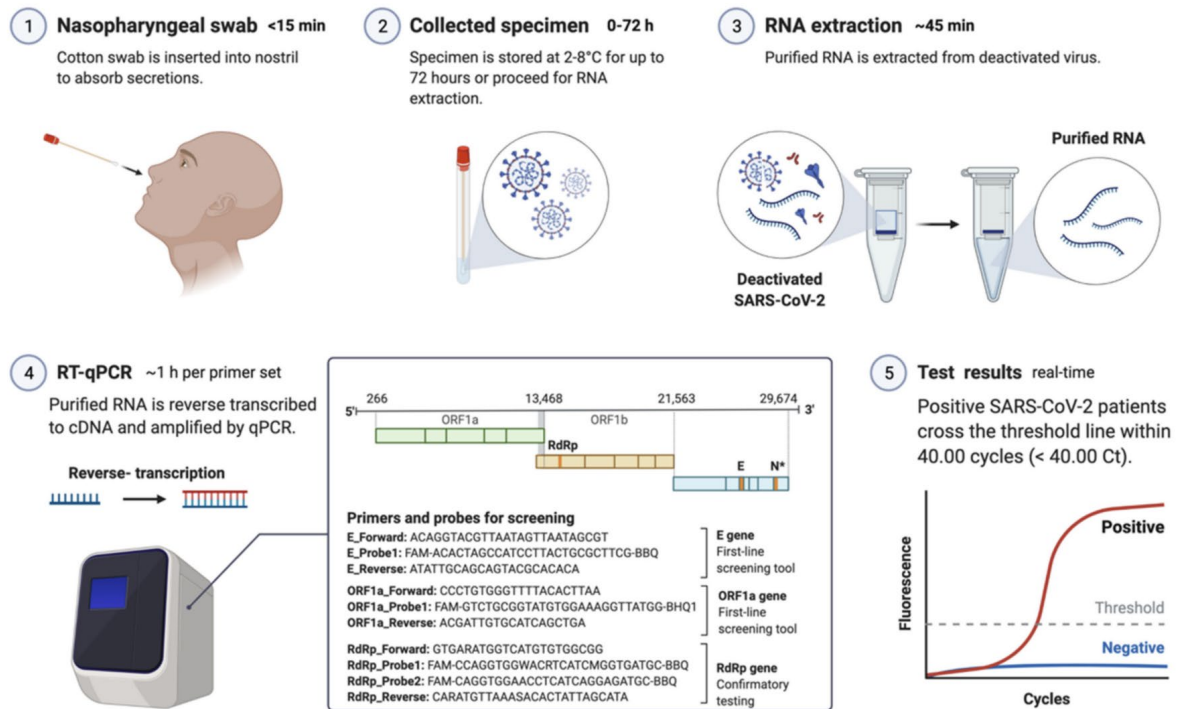 1 Nasopharyngeal swab <15 min
Cotton swab is inserted into nostril
to absorb secretions.
2 Collected specimen 0-72 h
Specimen is stored at 2-8°C for up to
72 hours or proceed for RNA
extraction.
3 RNA extraction ~45 min
Purified RNA is extracted from deactivated virus.
Purified RNA
Deactivated
SARS-CoV-2
4 RT-qPCR ~1 h per primer set
Purified RNA is reverse transcribed
to cDNA and amplified by qPCR.
Reverse- transcription
266 13,468 21,563 29,674
5' 3'
ORF1a ORF1b
RdRp
E N*
Primers and probes for screening
E_Forward: ACAGGTACGTTAATAGTTAATAGCGT
E_Probe1: FAM-ACACTAGCCATCCTTACTGCGCTTCG-BBQ
E_Reverse: ATATTGCAGCAGTACGCACACA
E gene
First-line
screening tool
ORF1a_Forward: CCCTGTGGGTTTTACACTTAA
ORF1a_Probe1: FAM-GTCTGCGGTATGTGGAAAGGTTATGG-BHQ1
ORF1a_Reverse: ACGATTGTGCATCAGCTGA
ORF1a gene
First-line
screening tool
RdRp_Forward: GTGARATGGTCATGTGTGGCGG
RdRp_Probe1: FAM-CCAGGTGGWACRTCATCMGGTGATGC-BBQ
RdRp_Probe2: FAM-CAGGTGGAACCTCATCAGGAGATGC-BBQ
RdRp_Reverse: CARATGTTAAASACACTATTAGCATA
RdRp gene
Confirmatory
testing
5 Test results real-time
Positive SARS-CoV-2 patients
cross the threshold line within
40.00 cycles (< 40.00 Ct).
Fluorescence
Positive
Threshold
Negative
Cycles